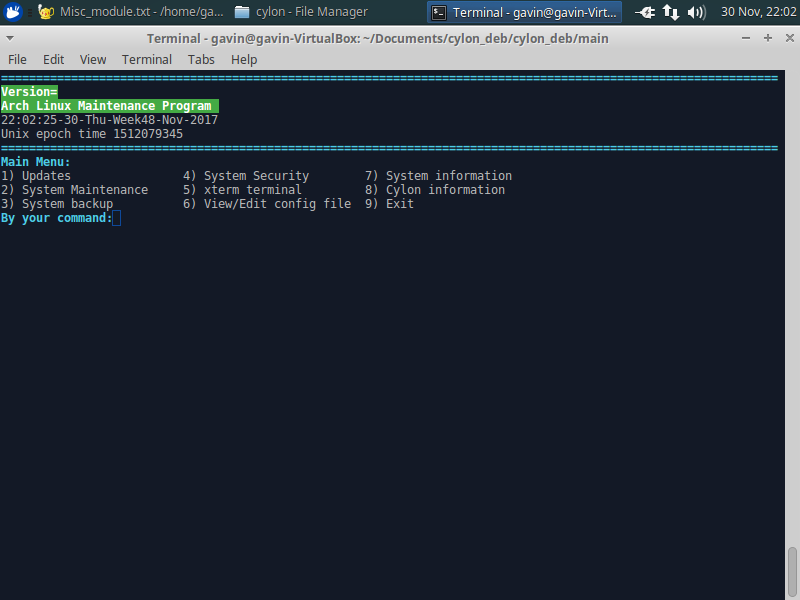 Misc_module.txt - /home/ga... cylon - File Manager Terminal - gavin@gavin-Virt... 30 Nov, 22:02
Terminal - gavin@gavin-VirtualBox: ~/Documents/cylon_deb/cylon_deb/main
File Edit View Terminal Tabs Help
===============================================================================================================
Version=
Arch Linux Maintenance Program
22:02:25-30-Thu-Week48-Nov-2017
Unix epoch time 1512079345
===============================================================================================================
Main Menu:
1) Updates 4) System Security 7) System information
2) System Maintenance 5) xterm terminal 8) Cylon information
3) System backup 6) View/Edit config file 9) Exit
By your command: